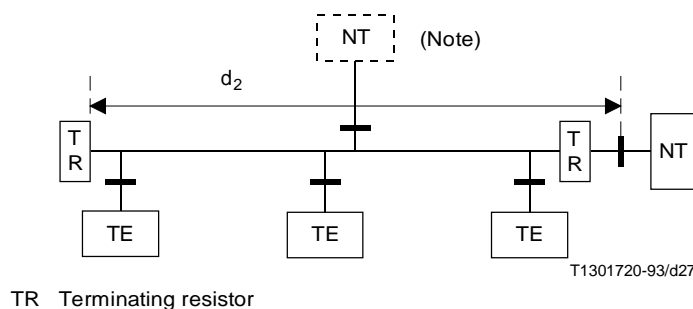 NT (Note)
d2
T
R
T
R
NT
TE
TE
TE
T1301720-93/d27
TR Terminating resistor